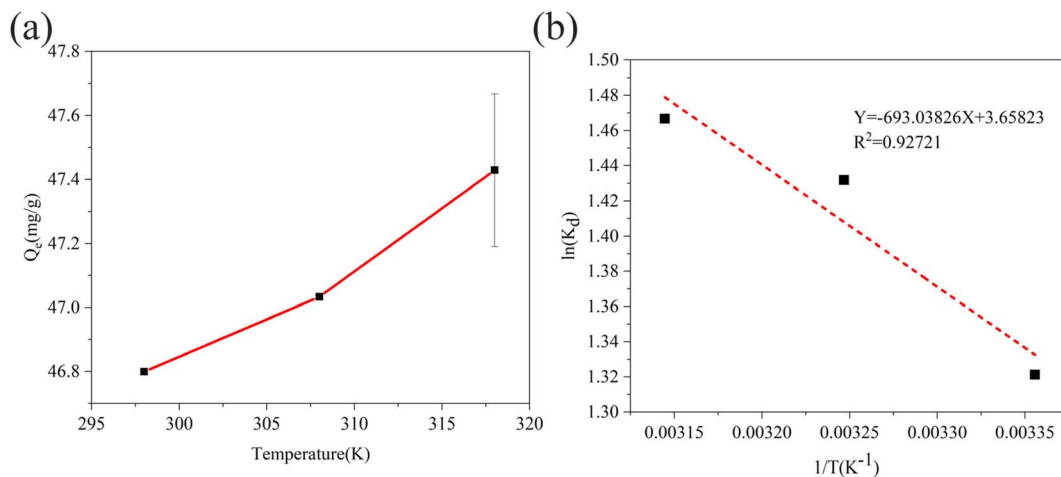 (a)
47.8
47.6
47.4
47.2
47.0
46.8
Qe(mg/g)
295 300 305 310 315 320
Temperature(K)
(b)
1.50
1.48
1.46
1.44
1.42
1.40
1.38
1.36
1.34
1.32
1.30
ln(Kd)
Y=-693.03826X+3.65823
R²=0.92721
0.00315 0.00320 0.00325 0.00330 0.00335
1/T(K⁻¹)